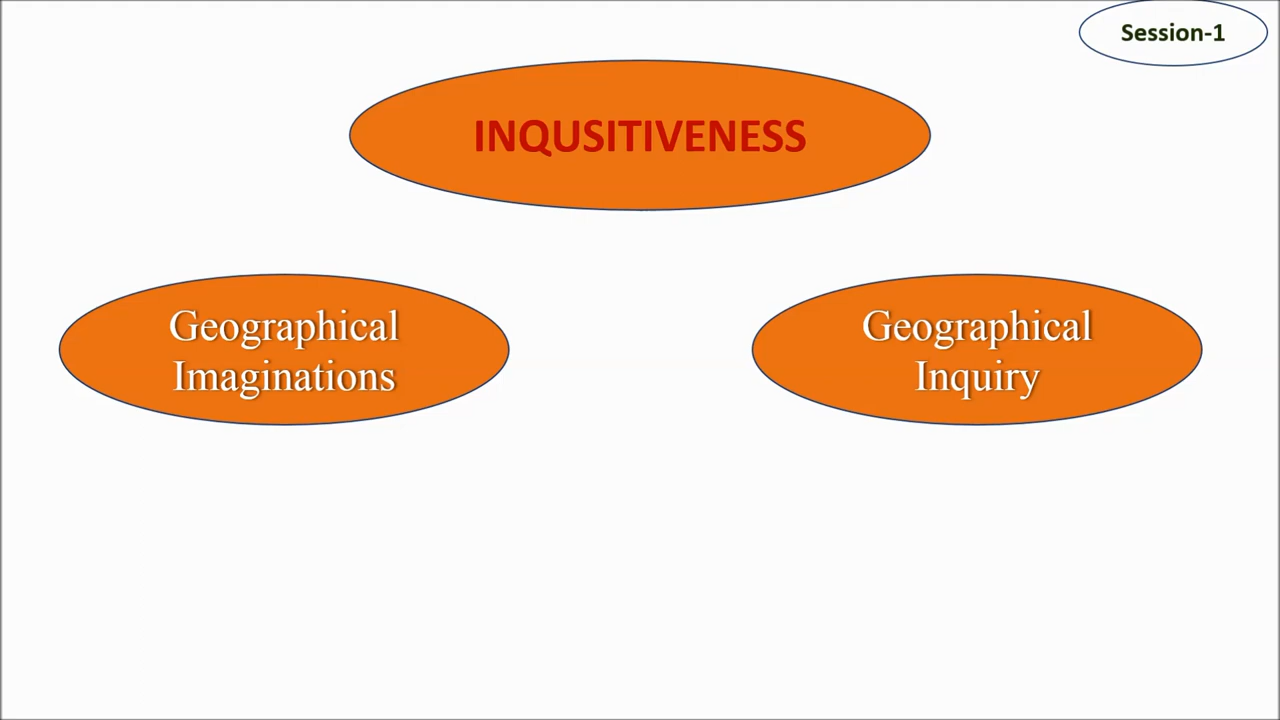 Session-1
INQUSITIVENESS
Geographical
Imaginations
Geographical
Inquiry